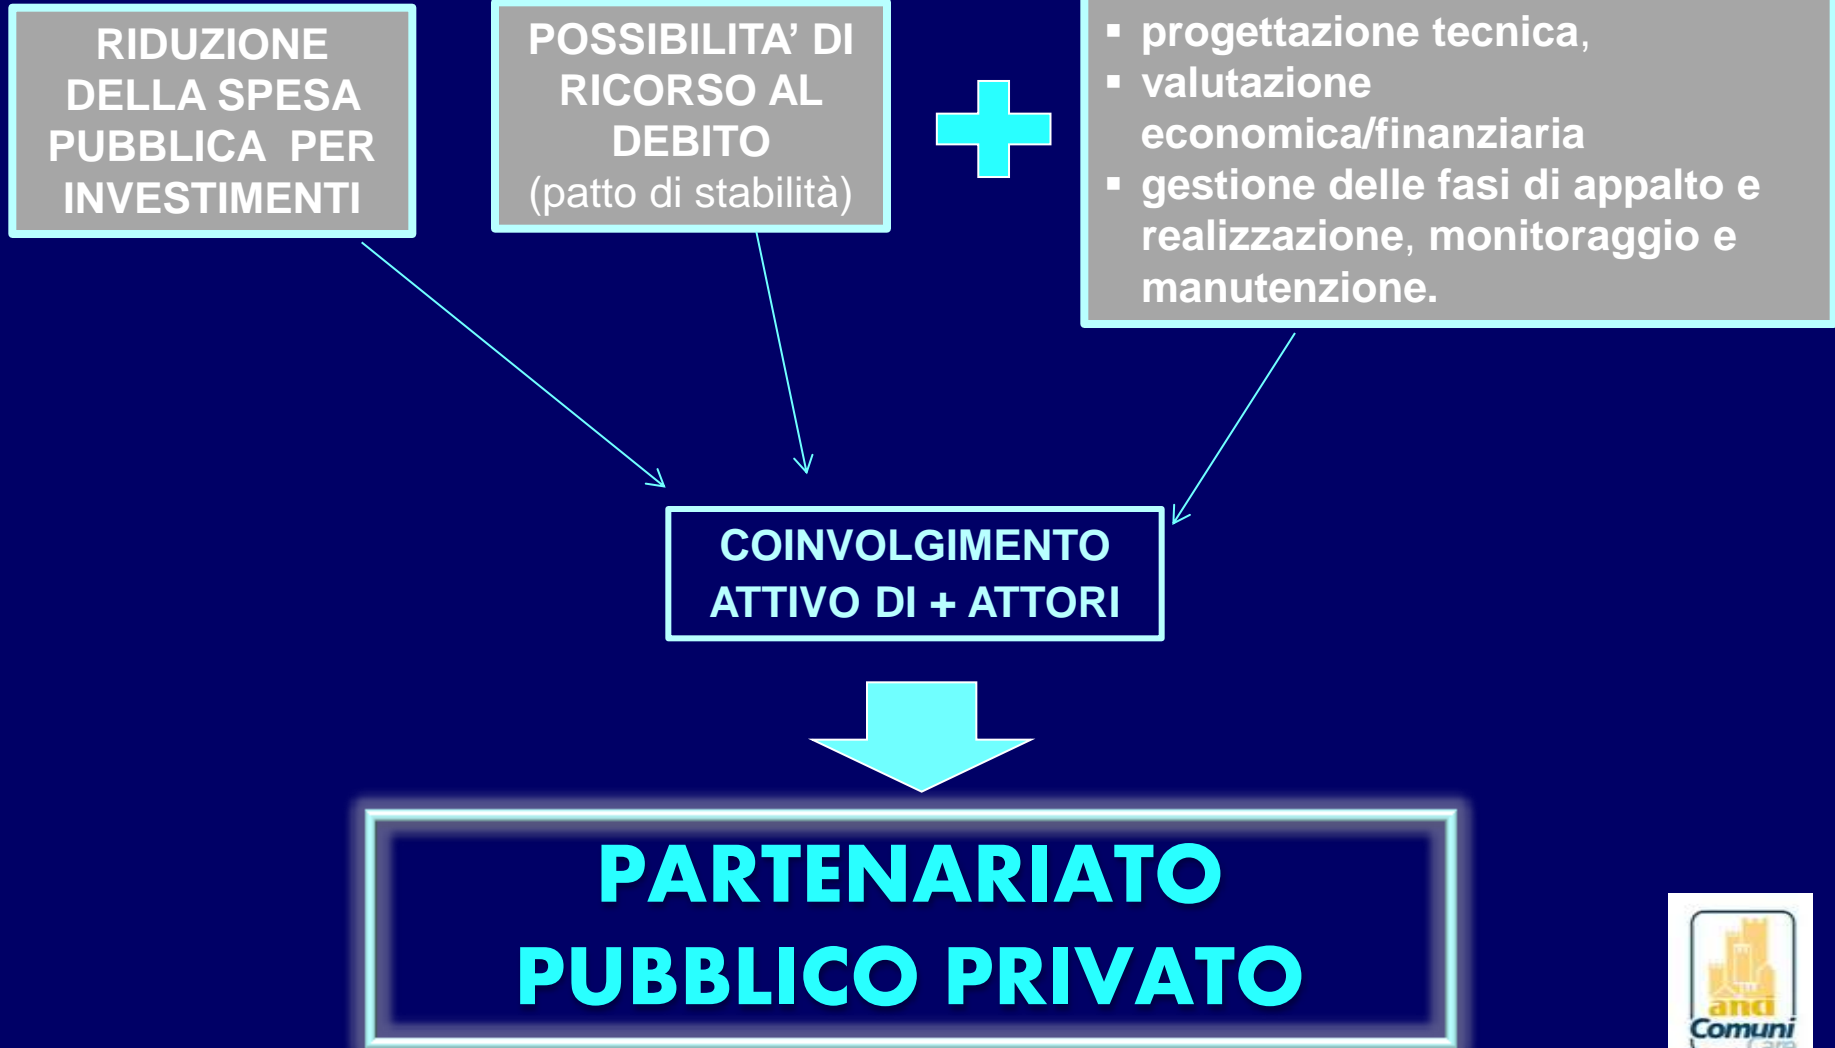 RIDUZIONE
DELLA SPESA
PUBBLICA PER
INVESTIMENTI
POSSIBILITA’ DI
RICORSO AL
DEBITO
(patto di stabilità)
▪ progettazione tecnica,
▪ valutazione
economica/finanziaria
▪ gestione delle fasi di appalto e
realizzazione, monitoraggio e
manutenzione.
COINVOLGIMENTO
ATTIVO DI + ATTORI
PARTENARIATO
PUBBLICO PRIVATO
anci
Comuni